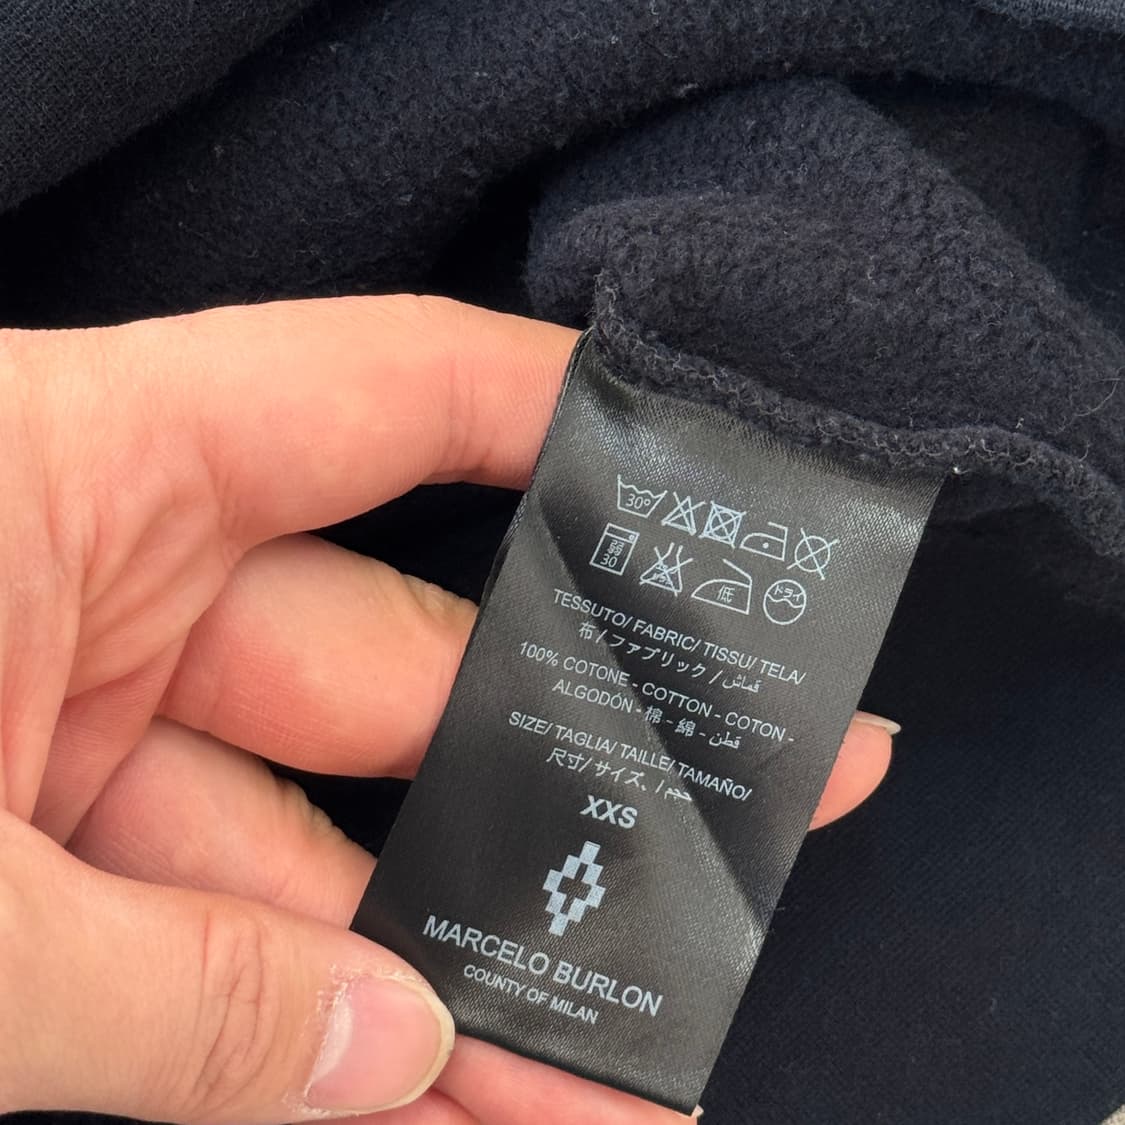 30°
30
低
ドライ
TESSUTO/ FABRIC/ TISSU/ TELA/
布 / ファブリック / قماش
100% COTONE - COTTON - COTON -
ALGODÓN - 棉 - 綿 - قطن
SIZE/ TAGLIA/ TAILLE/ TAMAÑO/
尺寸/ サイズ、/ حجم
XXS
MARCELO BURLON
COUNTY OF MILAN